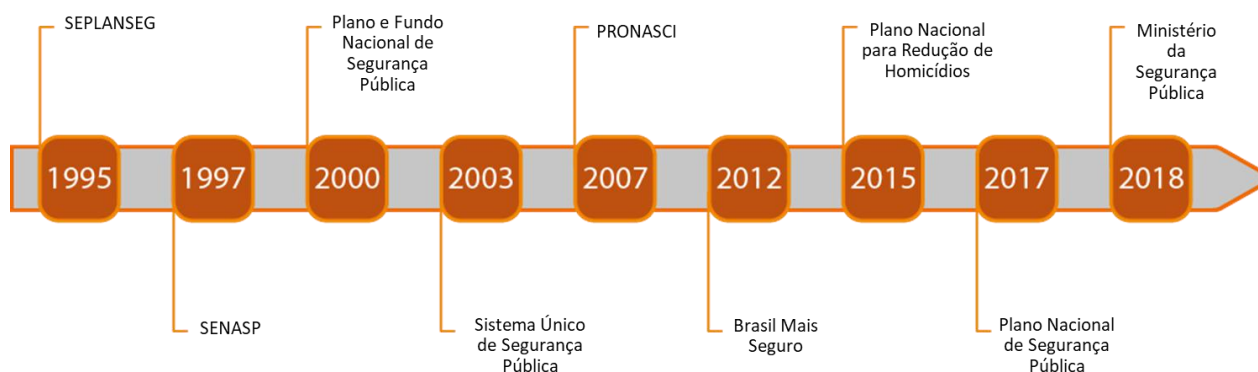 SEPLANSEG
Plano e Fundo
Nacional de
Segurança
Pública
PRONASCI
Plano Nacional
para Redução de
Homicídios
Ministério
da
Segurança
Pública
1995
1997
2000
2003
2007
2012
2015
2017
2018
SENASP
Sistema Único
de Segurança
Pública
Brasil Mais
Seguro
Plano Nacional
de Segurança
Pública